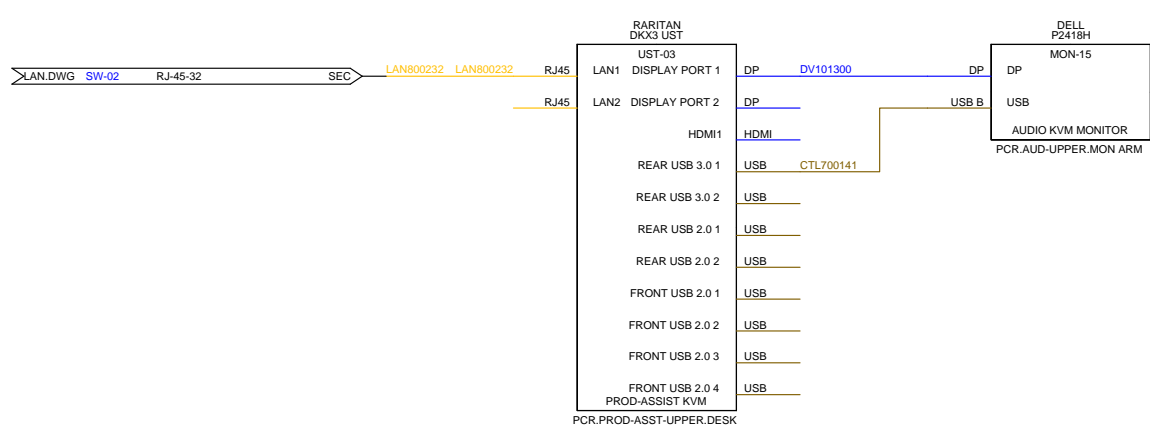 RARITAN
DKX3 UST
DELL
P2418H
UST-03
MON-15
LAN.DWG SW-02 RJ-45-32 SEC LAN800232 LAN800232 RJ45 LAN1 DISPLAY PORT 1 DP DV101300 DP DP
RJ45 LAN2 DISPLAY PORT 2 DP USB B USB
HDMI1 HDMI AUDIO KVM MONITOR
PCR.AUD-UPPER.MON ARM
REAR USB 3.0 1 USB CTL700141
REAR USB 3.0 2 USB
REAR USB 2.0 1 USB
REAR USB 2.0 2 USB
FRONT USB 2.0 1 USB
FRONT USB 2.0 2 USB
FRONT USB 2.0 3 USB
FRONT USB 2.0 4 USB
PROD-ASSIST KVM
PCR.PROD-ASST-UPPER.DESK